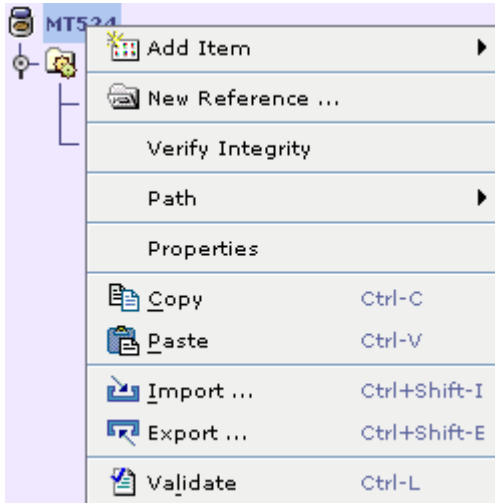 MT524
Add Item
New Reference ...
Verify Integrity
Path
Properties
Copy Ctrl-C
Paste Ctrl-V
Import ... Ctrl+Shift-I
Export ... Ctrl+Shift-E
Validate Ctrl-L